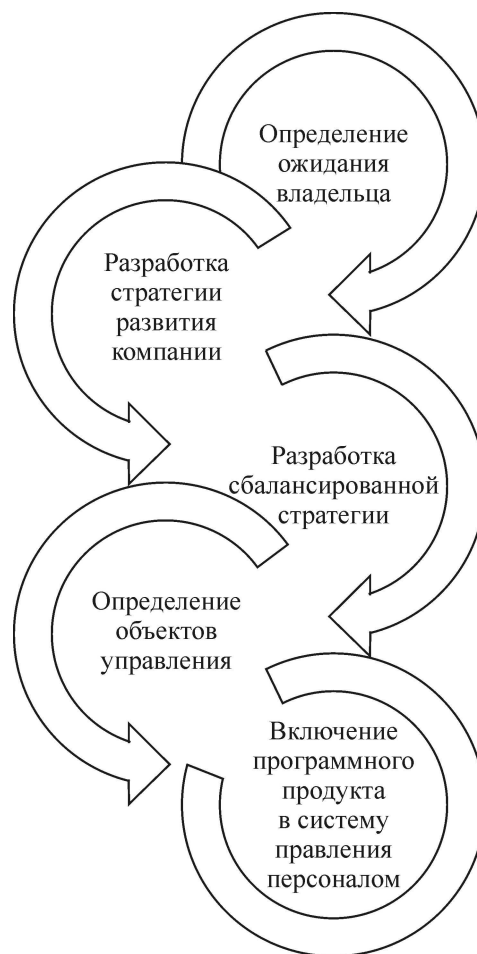 Определение
ожидания
владельца
Разработка
стратегии
развития
компании
Разработка
сбалансированной
стратегии
Определение
объектов
управления
Включение
программного
продукта
в систему
правления
персоналом